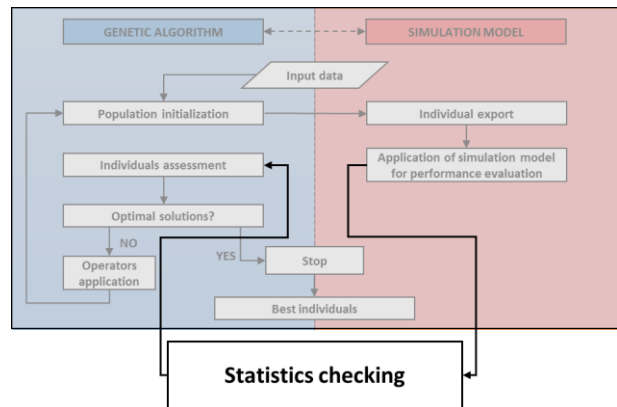 GENETIC ALGORITHM
SIMULATION MODEL
Input data
Population initialization
Individual export
Individuals assessment
Application of simulation model
for performance evaluation
Optimal solutions?
NO
YES
Operators
application
Stop
Best individuals
Statistics checking